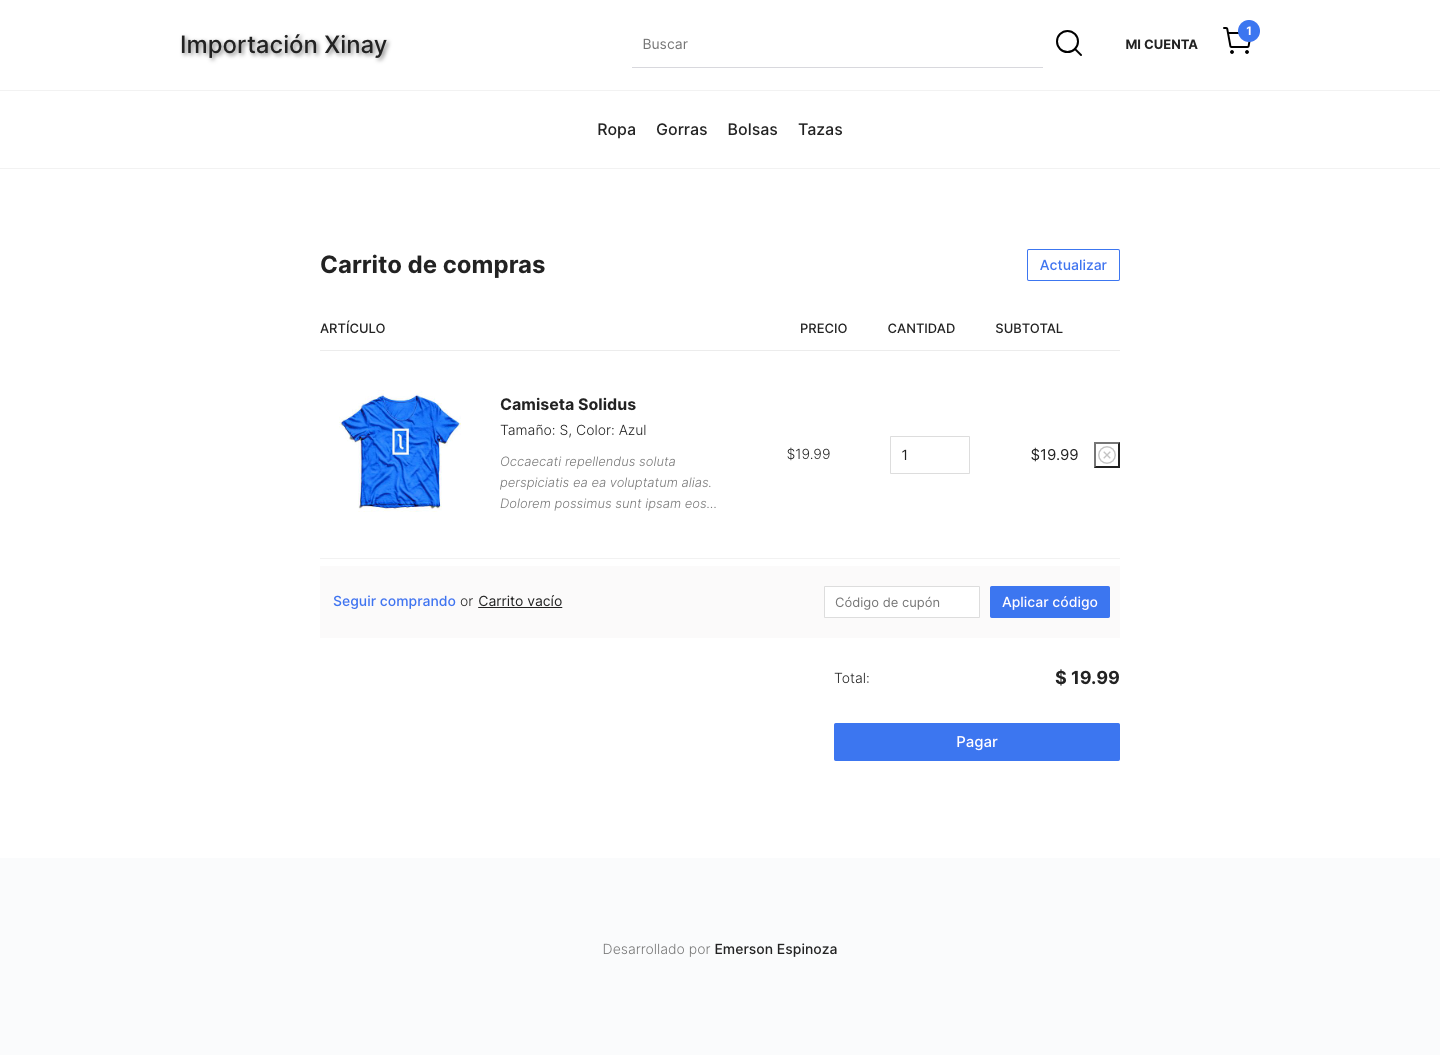 Importación Xinay
Buscar
MI CUENTA
1
Ropa Gorras Bolsas Tazas
Carrito de compras
Actualizar
ARTÍCULO PRECIO CANTIDAD SUBTOTAL
Camiseta Solidus
Tamaño: S, Color: Azul
Occaecati repellendus soluta
perspiciatis ea ea voluptatum alias.
Dolorem possimus sunt ipsam eos...
$19.99
1
$19.99
Seguir comprando or Carrito vacío
Código de cupón
Aplicar código
Total: $ 19.99
Pagar
Desarrollado por Emerson Espinoza